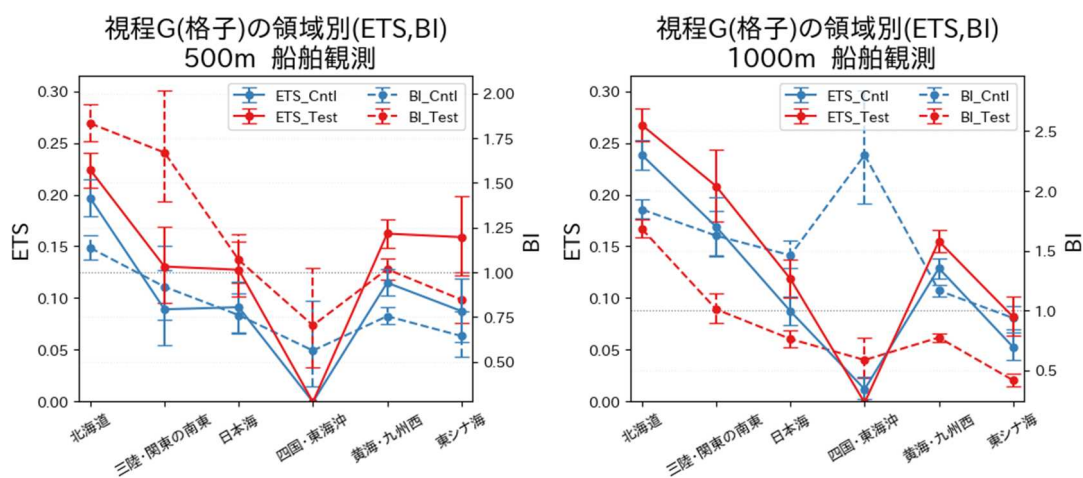 視程G(格子)の領域別(ETS,BI)
500m 船舶観測
ETS_Cntl
ETS_Test
BI_Cntl
BI_Test
ETS
0.30
0.25
0.20
0.15
0.10
0.05
0.00
BI
2.00
1.75
1.50
1.25
1.00
0.75
0.50
北海道
三陸・関東の南東
日本海
四国・東海沖
黄海・九州西
東シナ海
視程G(格子)の領域別(ETS,BI)
1000m 船舶観測
ETS_Cntl
ETS_Test
BI_Cntl
BI_Test
ETS
0.30
0.25
0.20
0.15
0.10
0.05
0.00
BI
2.5
2.0
1.5
1.0
0.5
北海道
三陸・関東の南東
日本海
四国・東海沖
黄海・九州西
東シナ海